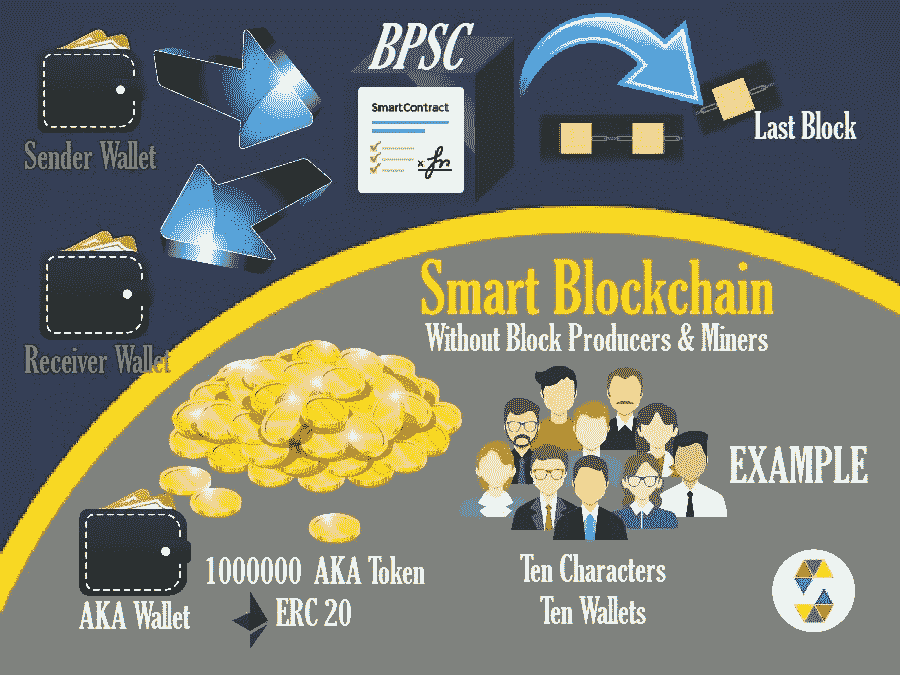 BPSC
SmartContract
Sender Wallet
Last Block
Receiver Wallet
Smart Blockchain
Without Block Producers & Miners
EXAMPLE
1000000 AKA Token
ERC 20
AKA Wallet
Ten Characters
Ten Wallets